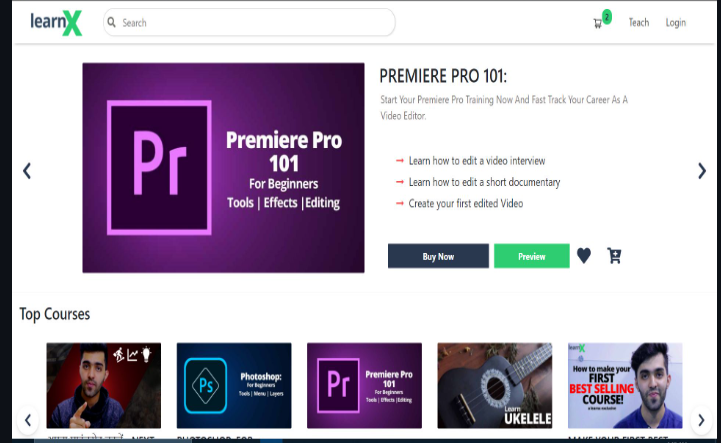 learnX
Search
2
Teach
Login
Pr
Premiere Pro
101
For Beginners
Tools | Effects |Editing
PREMIERE PRO 101:
Start Your Premiere Pro Training Now And Fast Track Your Career As A
Video Editor.
Learn how to edit a video interview
Learn how to edit a short documentary
Create your first edited Video
Buy Now
Preview
Top Courses
Ps
Photoshop:
For Beginners
Tools | Menu | Layers
Pr
Premiere Pro
101
For Beginners
Tools | Effects |Editing
Learn
UKELELE
learnX
How to make your
FIRST
BEST SELLING
COURSE!
NEXT
PHOTOSHOP: FOR
MAKE YOUR FIRST BEST